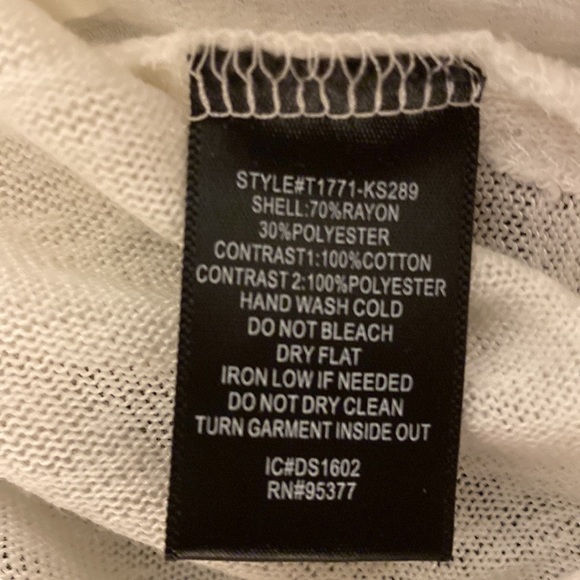 STYLE#T1771-KS289
SHELL:70%RAYON
30%POLYESTER
CONTRAST1:100%COTTON
CONTRAST 2:100%POLYESTER
HAND WASH COLD
DO NOT BLEACH
DRY FLAT
IRON LOW IF NEEDED
DO NOT DRY CLEAN
TURN GARMENT INSIDE OUT
IC#DS1602
RN#95377